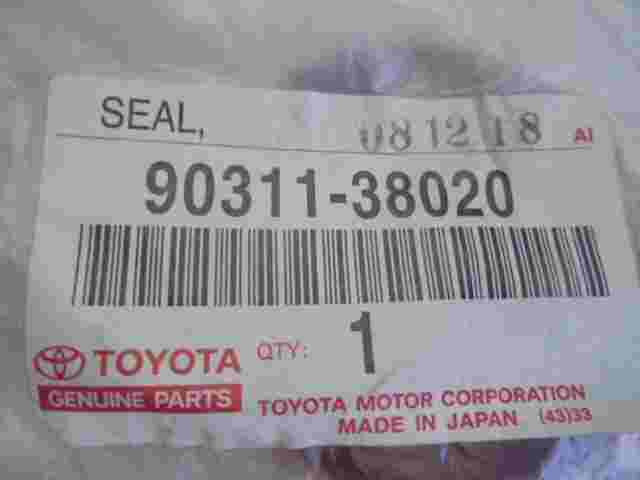 SEAL, 081218 AI
90311-38020
TOYOTA QTY: 1
GENUINE PARTS
TOYOTA MOTOR CORPORATION
MADE IN JAPAN (43)33